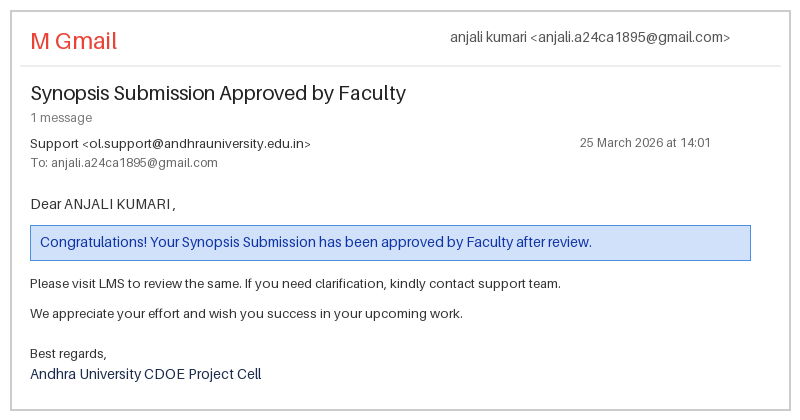 M Gmail
anjali kumari <anjali.a24ca1895@gmail.com>
Synopsis Submission Approved by Faculty
1 message
Support <ol.support@andhrauniversity.edu.in>
25 March 2026 at 14:01
To: anjali.a24ca1895@gmail.com
Dear ANJALI KUMARI,
Congratulations! Your Synopsis Submission has been approved by Faculty after review.
Please visit LMS to review the same. If you need clarification, kindly contact support team.
We appreciate your effort and wish you success in your upcoming work.
Best regards,
Andhra University CDOE Project Cell